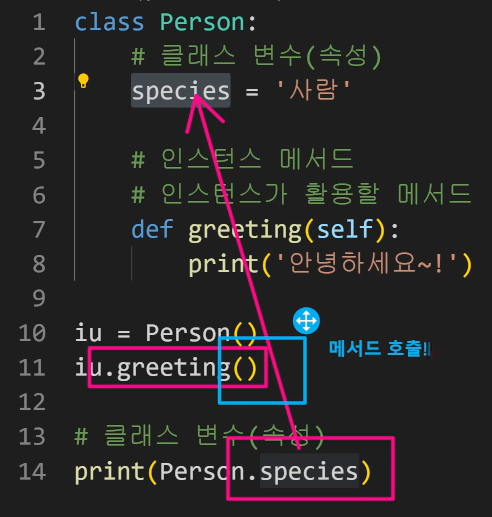 1 class Person:
2 # 클래스 변수(속성)
3 species = '사람'
4
5 # 인스턴스 메서드
6 # 인스턴스가 활용할 메서드
7 def greeting(self):
8 print('안녕하세요~!')
9
10 iu = Person()
11 iu.greeting()
메서드 호출!!
12
13 # 클래스 변수(속성)
14 print(Person.species)